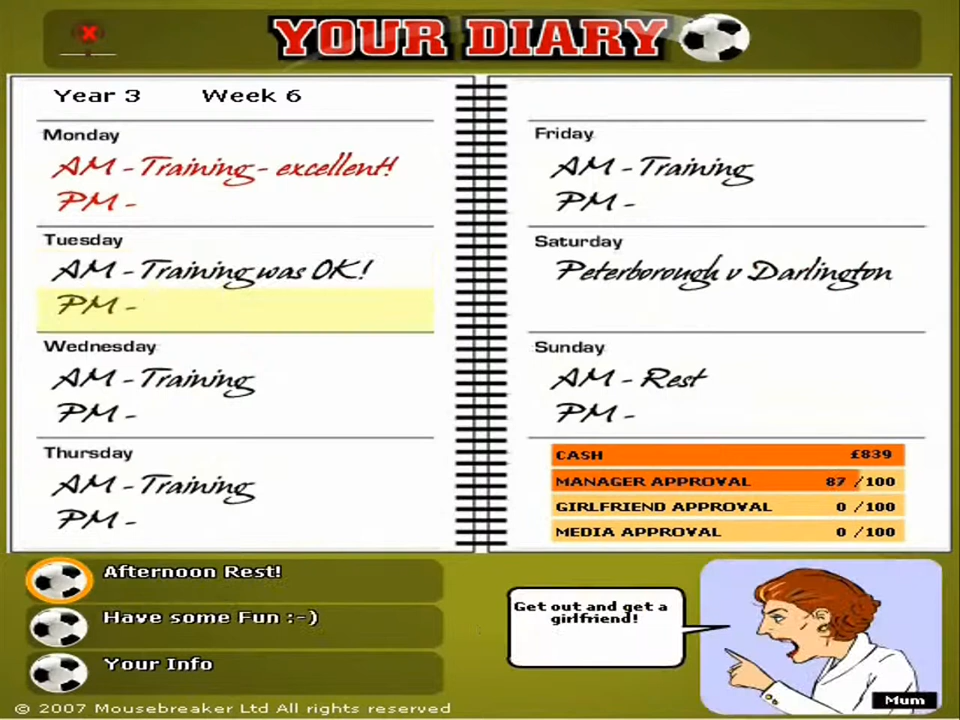 YOUR DIARY
Year 3 Week 6
Monday
AM - Training - excellent!
PM -
Tuesday
AM - Training was OK!
PM -
Wednesday
AM - Training
PM -
Thursday
AM - Training
PM -
Friday
AM - Training
PM -
Saturday
Peterborough v Darlington
Sunday
AM - Rest
PM -
CASH £839
MANAGER APPROVAL 87 /100
GIRLFRIEND APPROVAL 0 /100
MEDIA APPROVAL 0 /100
Afternoon Rest!
Have some Fun :-)
Your Info
Get out and get a
girlfriend!
Mum
© 2007 Mousebreaker Ltd All rights reserved